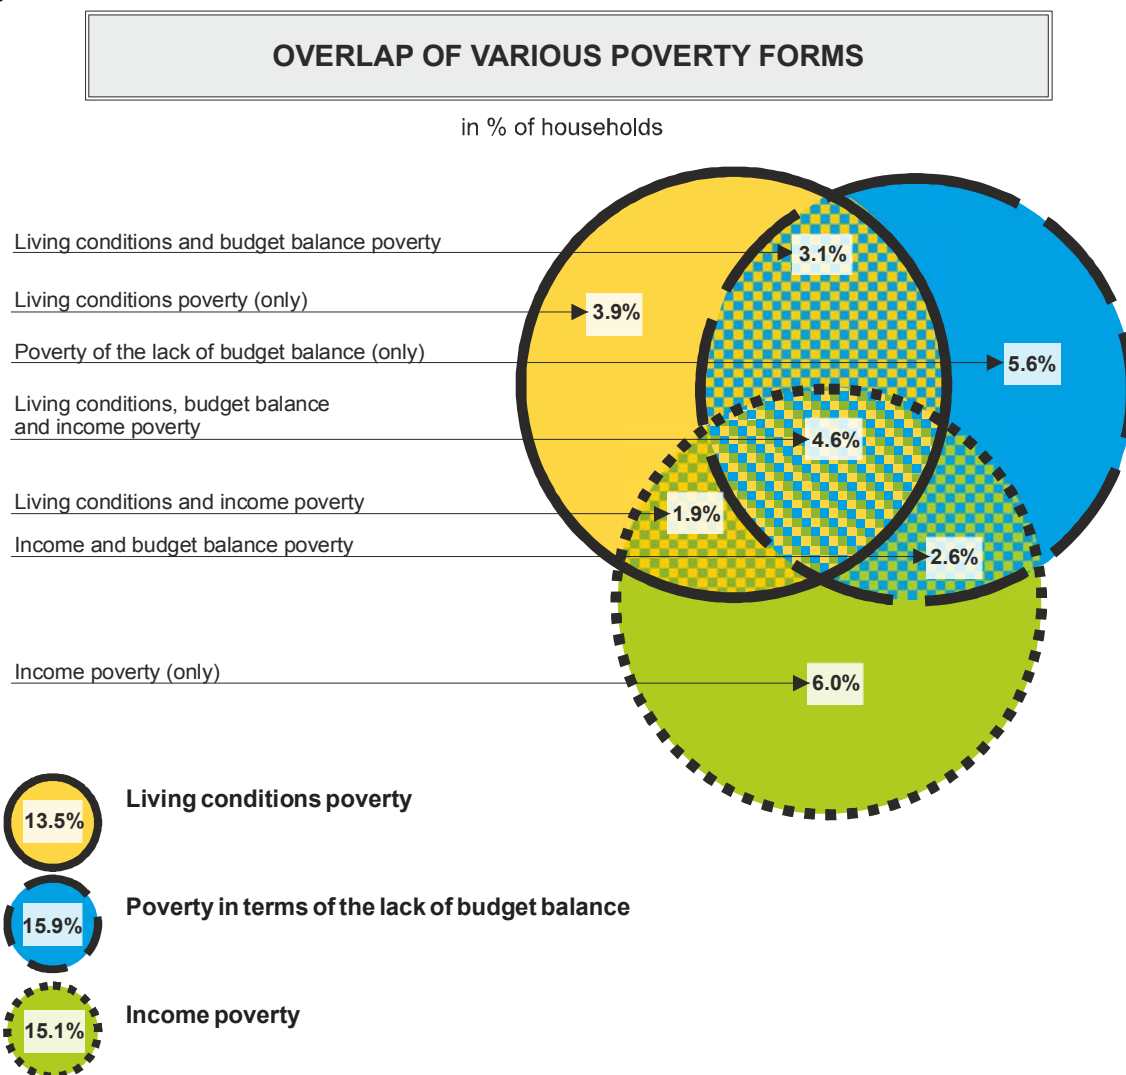 OVERLAP OF VARIOUS POVERTY FORMS
in % of households
Living conditions and budget balance poverty
3.1%
Living conditions poverty (only)
3.9%
Poverty of the lack of budget balance (only)
5.6%
Living conditions, budget balance
and income poverty
4.6%
Living conditions and income poverty
1.9%
Income and budget balance poverty
2.6%
Income poverty (only)
6.0%
Living conditions poverty
13.5%
Poverty in terms of the lack of budget balance
15.9%
Income poverty
15.1%